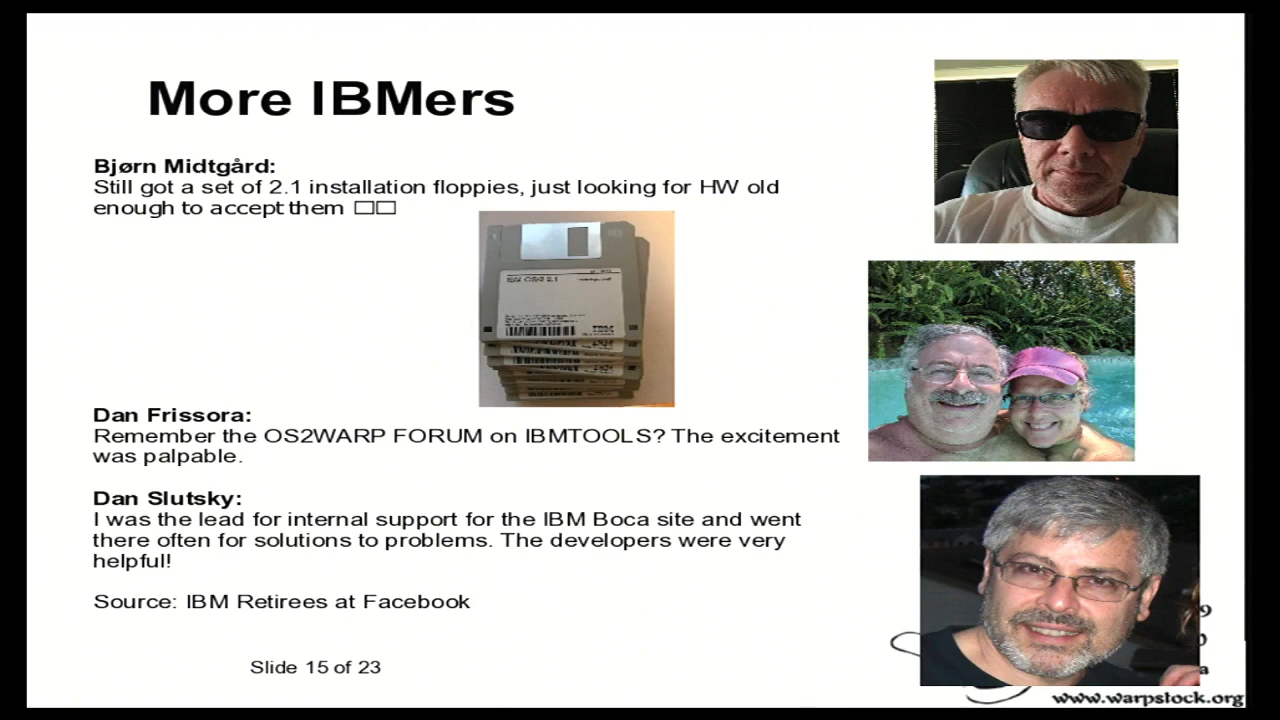 More IBMers
Bjørn Midtgård:
Still got a set of 2.1 installation floppies, just looking for HW old
enough to accept them □□
Dan Frissora:
Remember the OS2WARP FORUM on IBMTOOLS? The excitement
was palpable.
Dan Slutsky:
I was the lead for internal support for the IBM Boca site and went
there often for solutions to problems. The developers were very
helpful!
Source: IBM Retirees at Facebook
9
a
Slide 15 of 23
www.warpstock.org